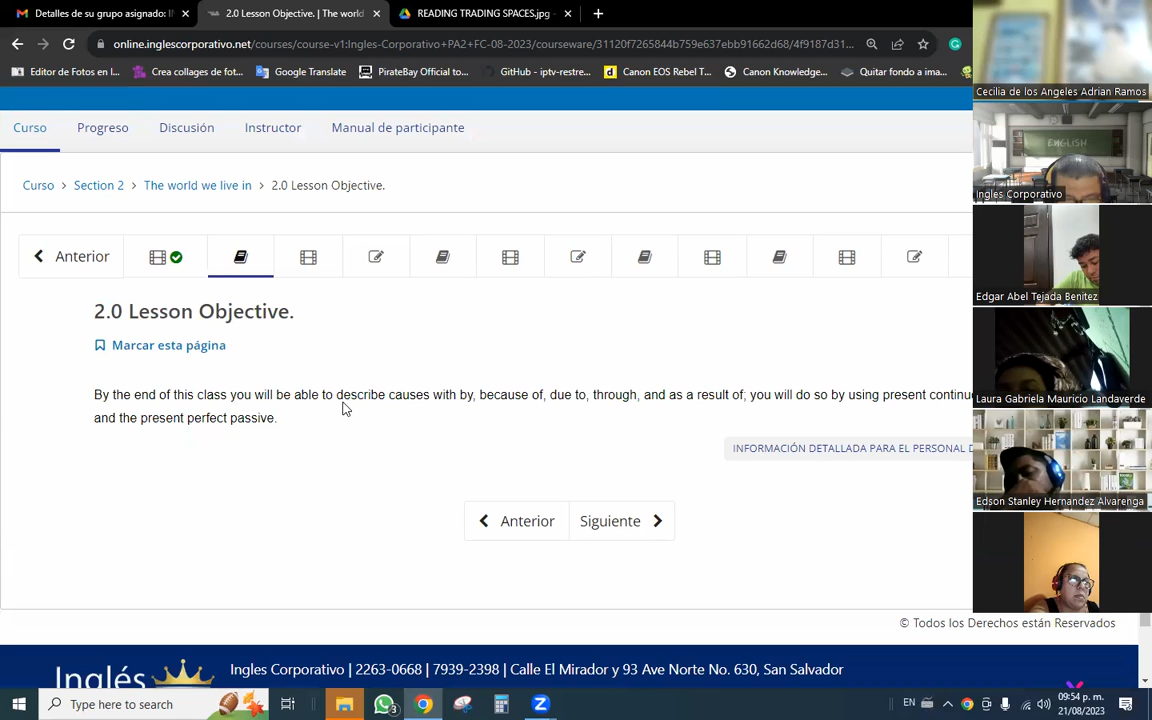 Detalles de su grupo asignado: II
2.0 Lesson Objective. | The world
READING TRADING SPACES.jpg -
online.inglescorporativo.net/courses/course-v1:Ingles-Corporativo+PA2+FC-08-2023/courseware/31120f7265844b759e637ebb91662d68/4f9187d31...
Editor de Fotos en l...
Crea collages de fot...
Google Translate
PirateBay Official to...
GitHub - iptv-restre...
Canon EOS Rebel T...
Canon Knowledge...
Quitar fondo a ima...
Curso
Progreso
Discusión
Instructor
Manual de participante
Curso > Section 2 > The world we live in > 2.0 Lesson Objective.
Anterior
2.0 Lesson Objective.
Marcar esta página
By the end of this class you will be able to describe causes with by, because of, due to, through, and as a result of; you will do so by using present continu
and the present perfect passive.
INFORMACIÓN DETALLADA PARA EL PERSONAL D
Anterior
Siguiente
© Todos los Derechos están Reservados
Inglés
Ingles Corporativo | 2263-0668 | 7939-2398 | Calle El Mirador y 93 Ave Norte No. 630, San Salvador
Type here to search
3
EN
09:54 p. m.
21/08/2023
Cecilia de los Angeles Adrian Ramos
ENGLISH
Ingles Corporativo
Edgar Abel Tejada Benitez
Laura Gabriela Mauricio Landaverde
Edson Stanley Hernandez Alvarenga